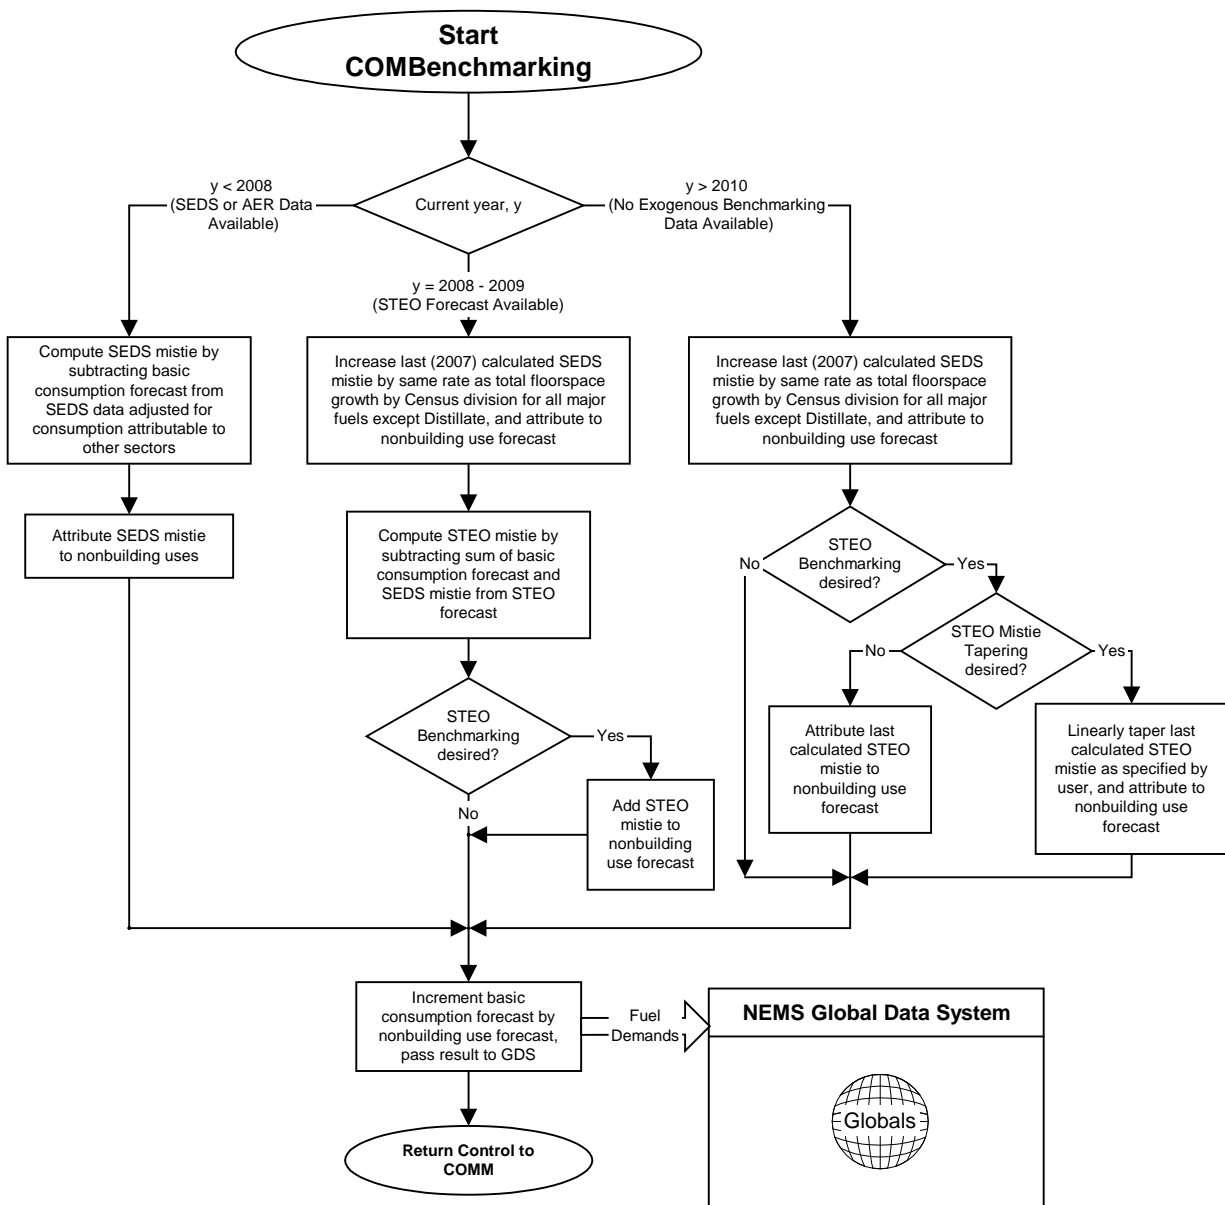 Start
COMBenchmarking
Current year, y
y < 2008
(SEDS or AER Data
Available)
y > 2010
(No Exogenous Benchmarking
Data Available)
y = 2008 - 2009
(STEO Forecast Available)
Compute SEDS mistie by
subtracting basic
consumption forecast from
SEDS data adjusted for
consumption attributable to
other sectors
Attribute SEDS mistie
to nonbuilding uses
Increase last (2007) calculated SEDS
mistie by same rate as total floorspace
growth by Census division for all major
fuels except Distillate, and attribute to
nonbuilding use forecast
Compute STEO mistie by
subtracting sum of basic
consumption forecast and
SEDS mistie from STEO
forecast
STEO
Benchmarking
desired?
Yes
No
Add STEO
mistie to
nonbuilding
use forecast
Increase last (2007) calculated SEDS
mistie by same rate as total floorspace
growth by Census division for all major
fuels except Distillate, and attribute to
nonbuilding use forecast
STEO
Benchmarking
desired?
No
Yes
STEO Mistie
Tapering
desired?
No
Yes
Attribute last
calculated STEO
mistie to
nonbuilding use
forecast
Linearly taper last
calculated STEO
mistie as specified by
user, and attribute to
nonbuilding use
forecast
Increment basic
consumption forecast by
nonbuilding use forecast,
pass result to GDS
Fuel
Demands
NEMS Global Data System
Globals
Return Control to
COMM